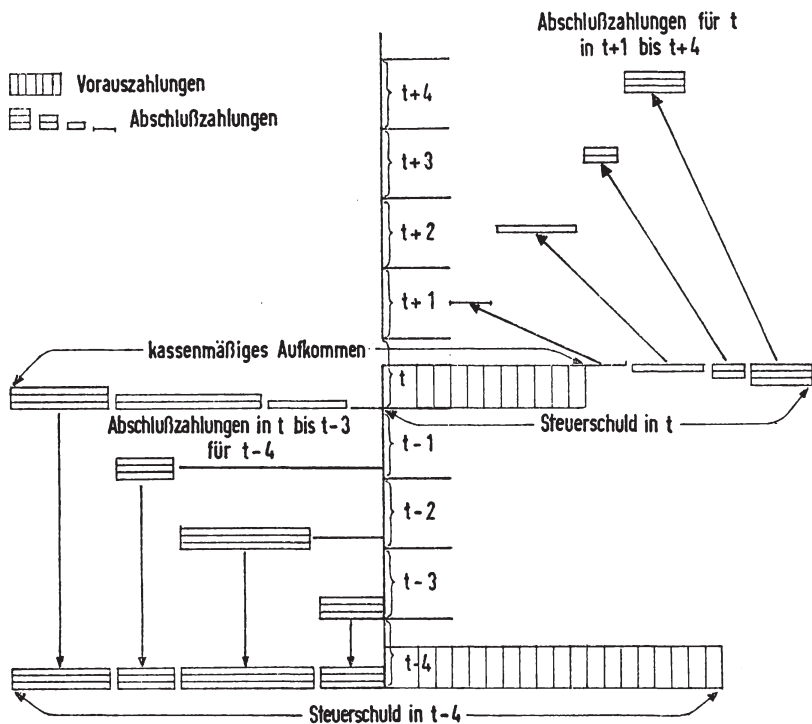 Abschlußzahlungen für t
in t+1 bis t+4
Vorauszahlungen
Abschlußzahlungen
t+4
t+3
t+2
t+1
kassenmäßiges Aufkommen
t
Abschlußzahlungen in t bis t-3
für t-4
Steuerschuld in t
t-1
t-2
t-3
t-4
Steuerschuld in t-4